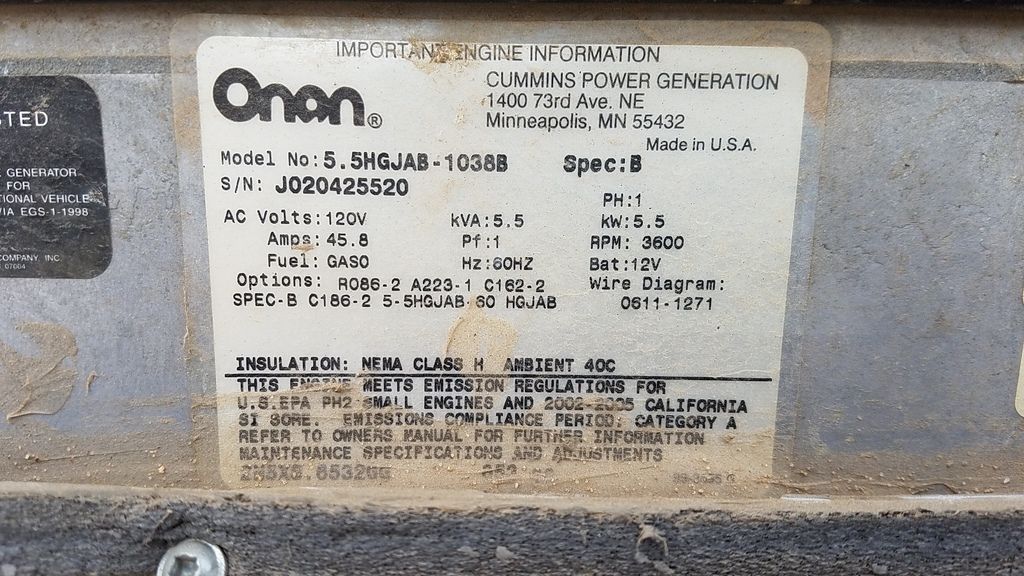 TED
GENERATOR
FOR
TIONAL VEHICLE
VIA EGS-1-1998
COMPANY, INC
07004
IMPORTANT ENGINE INFORMATION
Onan®
CUMMINS POWER GENERATION
1400 73rd Ave. NE
Minneapolis, MN 55432
Made in U.S.A.
Model No: 5.5HGJAB-1038B Spec: B
S/N: J020425520
PH: 1
AC Volts: 120V kVA: 5.5 kW: 5.5
Amps: 45.8 Pf: 1 RPM: 3600
Fuel: GASO Hz: 60HZ Bat: 12V
Options: R086-2 A223-1 C162-2 Wire Diagram:
SPEC-B C186-2 5-5HGJAB-60 HGJAB 0611-1271
INSULATION: NEMA CLASS H AMBIENT 40C
THIS ENGINE MEETS EMISSION REGULATIONS FOR
U.S.EPA PH2 SMALL ENGINES AND 2002-2005 CALIFORNIA
SI SORE. EMISSIONS COMPLIANCE PERIOD: CATEGORY A
REFER TO OWNERS MANUAL FOR FURTHER INFORMATION
MAINTENANCE SPECIFICATIONS AND ADJUSTMENTS